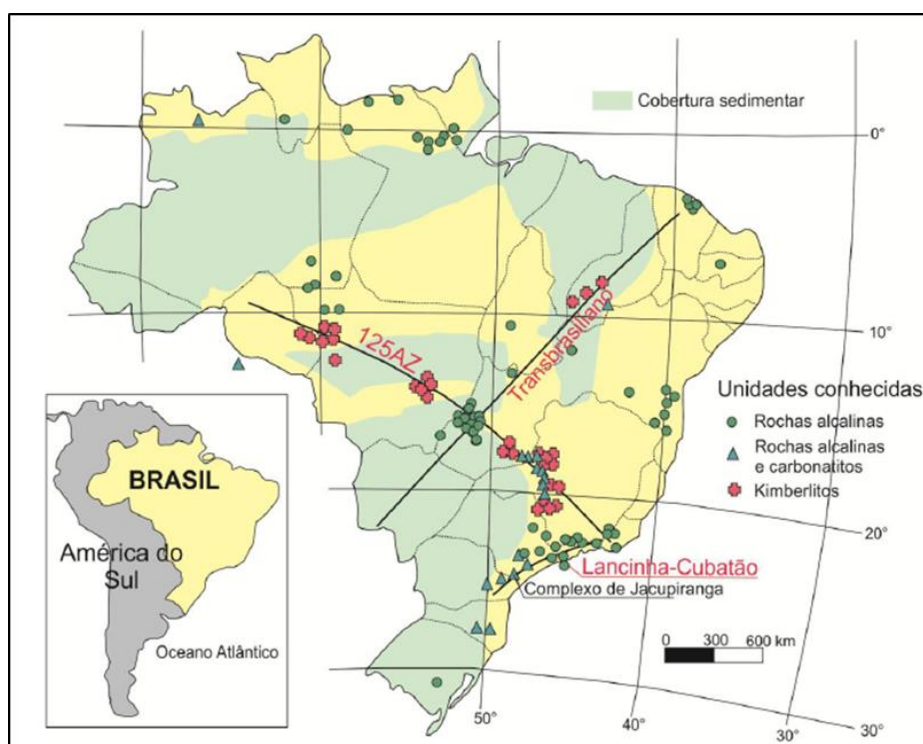 Cobertura sedimentar
0°
10°
20°
30°
30°
40°
50°
125AZ
Transbrasiliano
Unidades conhecidas
Rochas alcalinas
Rochas alcalinas
e carbonatitos
Kimberlitos
Lancinha-Cubatão
Complexo de Jacupiranga
0 300 600 km
BRASIL
América do
Sul
Oceano Atlântico